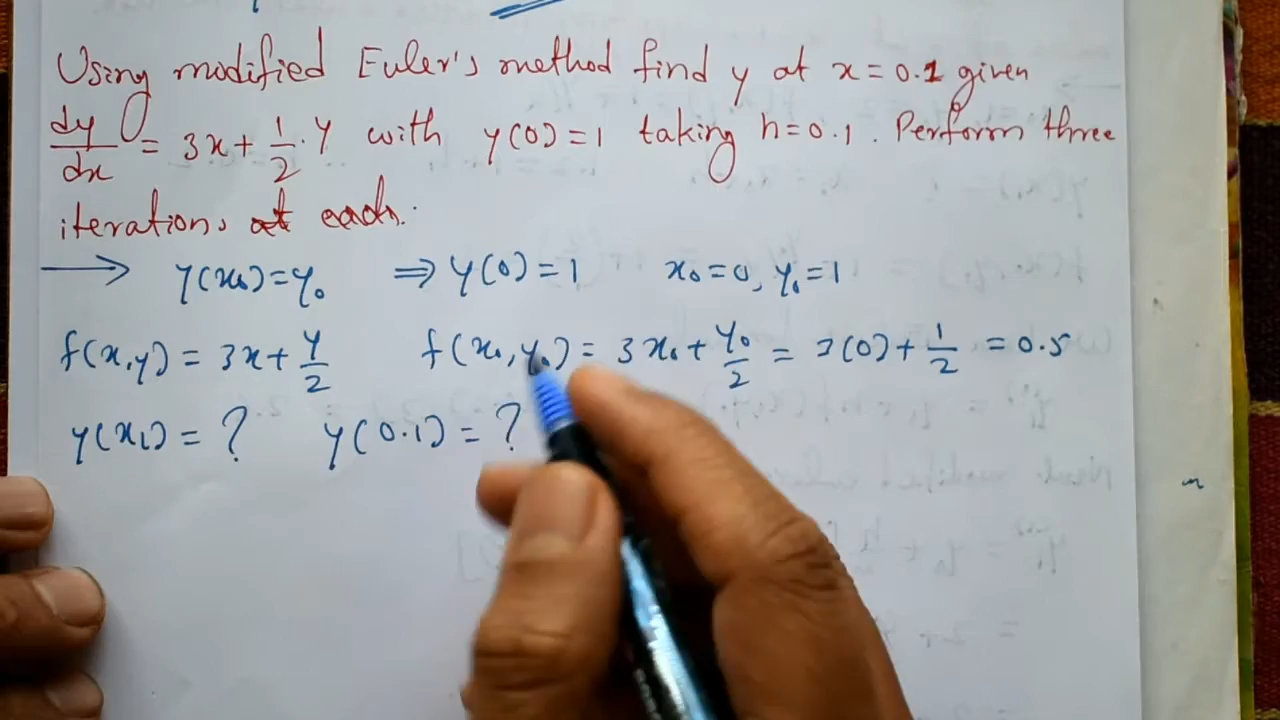 Using modified Euler's method find y at x = 0.1 given
dy/dx = 3x + 1/2 · y with y(0) = 1 taking h = 0.1. Perform three
iterations at each.
→ y(x₀) = y₀ ⇒ y(0) = 1 x₀ = 0, y₀ = 1
f(x,y) = 3x + y/2 f(x₀,y₀) = 3x₀ + y₀/2 = 3(0) + 1/2 = 0.5
y(x₁) = ? y(0.1) = ?